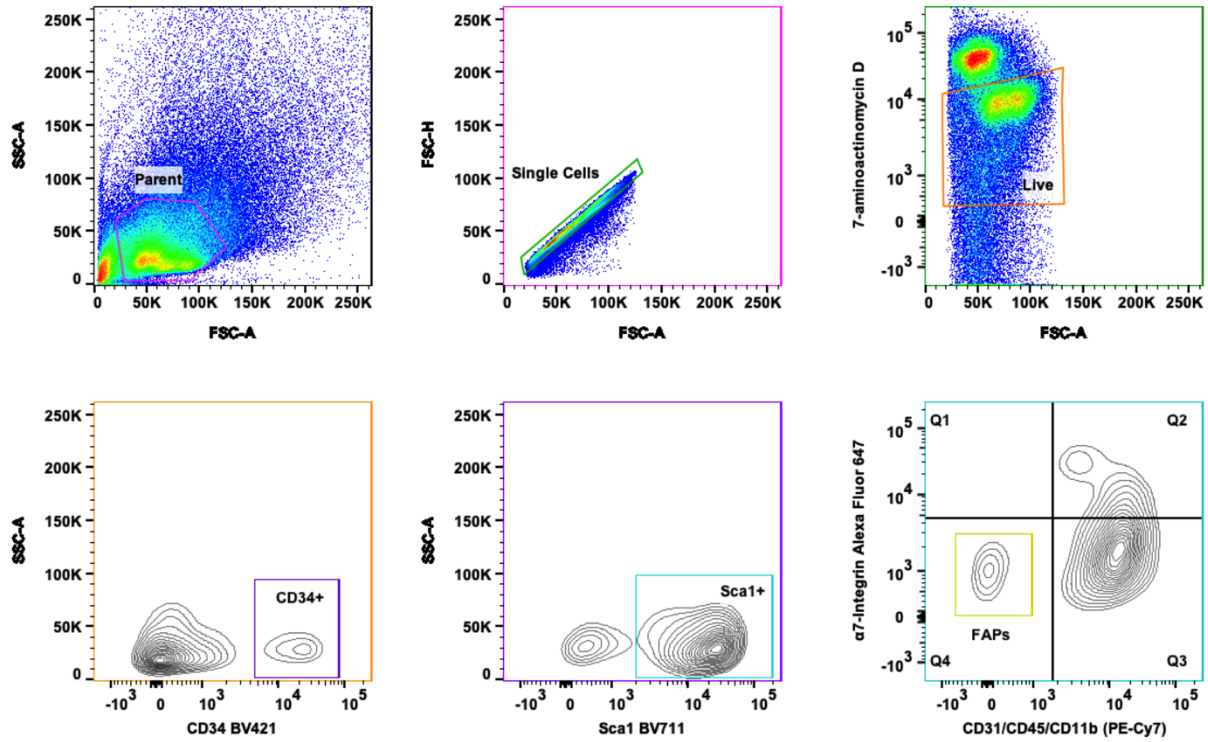 250K
200K
150K
100K
50K
0
SSC-A
Parent
0 50K 100K 150K 200K 250K
FSC-A
250K
200K
150K
100K
50K
0
FSC-H
Single Cells
0 50K 100K 150K 200K 250K
FSC-A
10^5
10^4
10^3
0
-10^3
7-aminoactinomycin D
Live
0 50K 100K 150K 200K 250K
FSC-A
250K
200K
150K
100K
50K
0
SSC-A
CD34+
-10^3 0 10^3 10^4 10^5
CD34 BV421
250K
200K
150K
100K
50K
0
SSC-A
Sca1+
-10^3 0 10^3 10^4 10^5
Sca1 BV711
10^5
10^4
10^3
0
-10^3
α7-Integrin Alexa Fluor 647
Q1 Q2
FAPs
Q4 Q3
-10^3 0 10^3 10^4 10^5
CD31/CD45/CD11b (PE-Cy7)